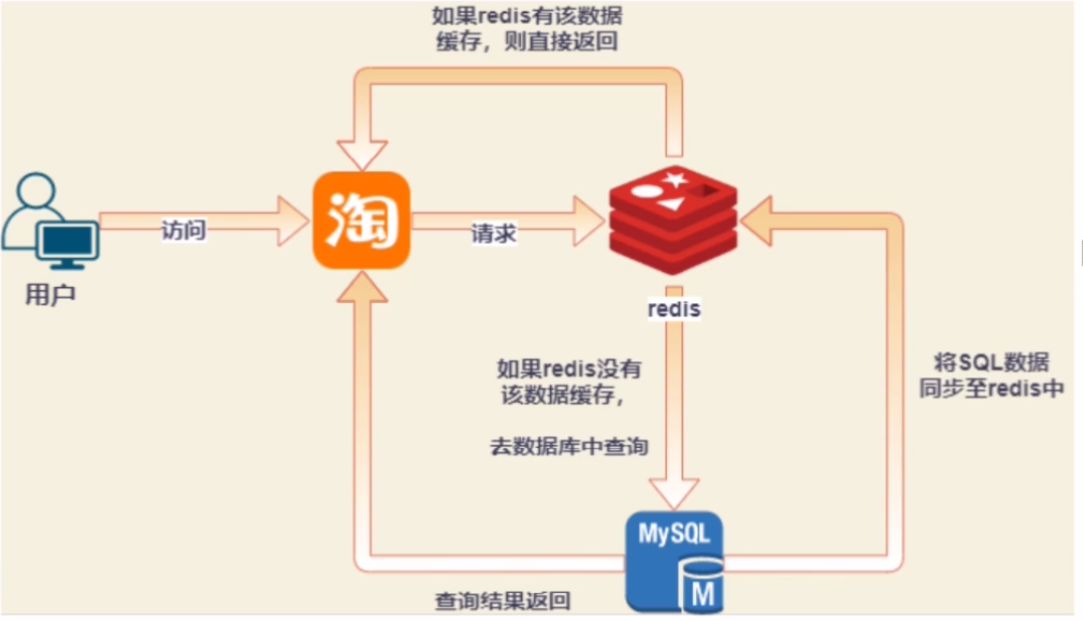 如果redis有该数据
缓存，则直接返回
淘
访问
请求
用户
redis
如果redis没有
该数据缓存，
去数据库中查询
将SQL数据
同步至redis中
MySQL
M
查询结果返回